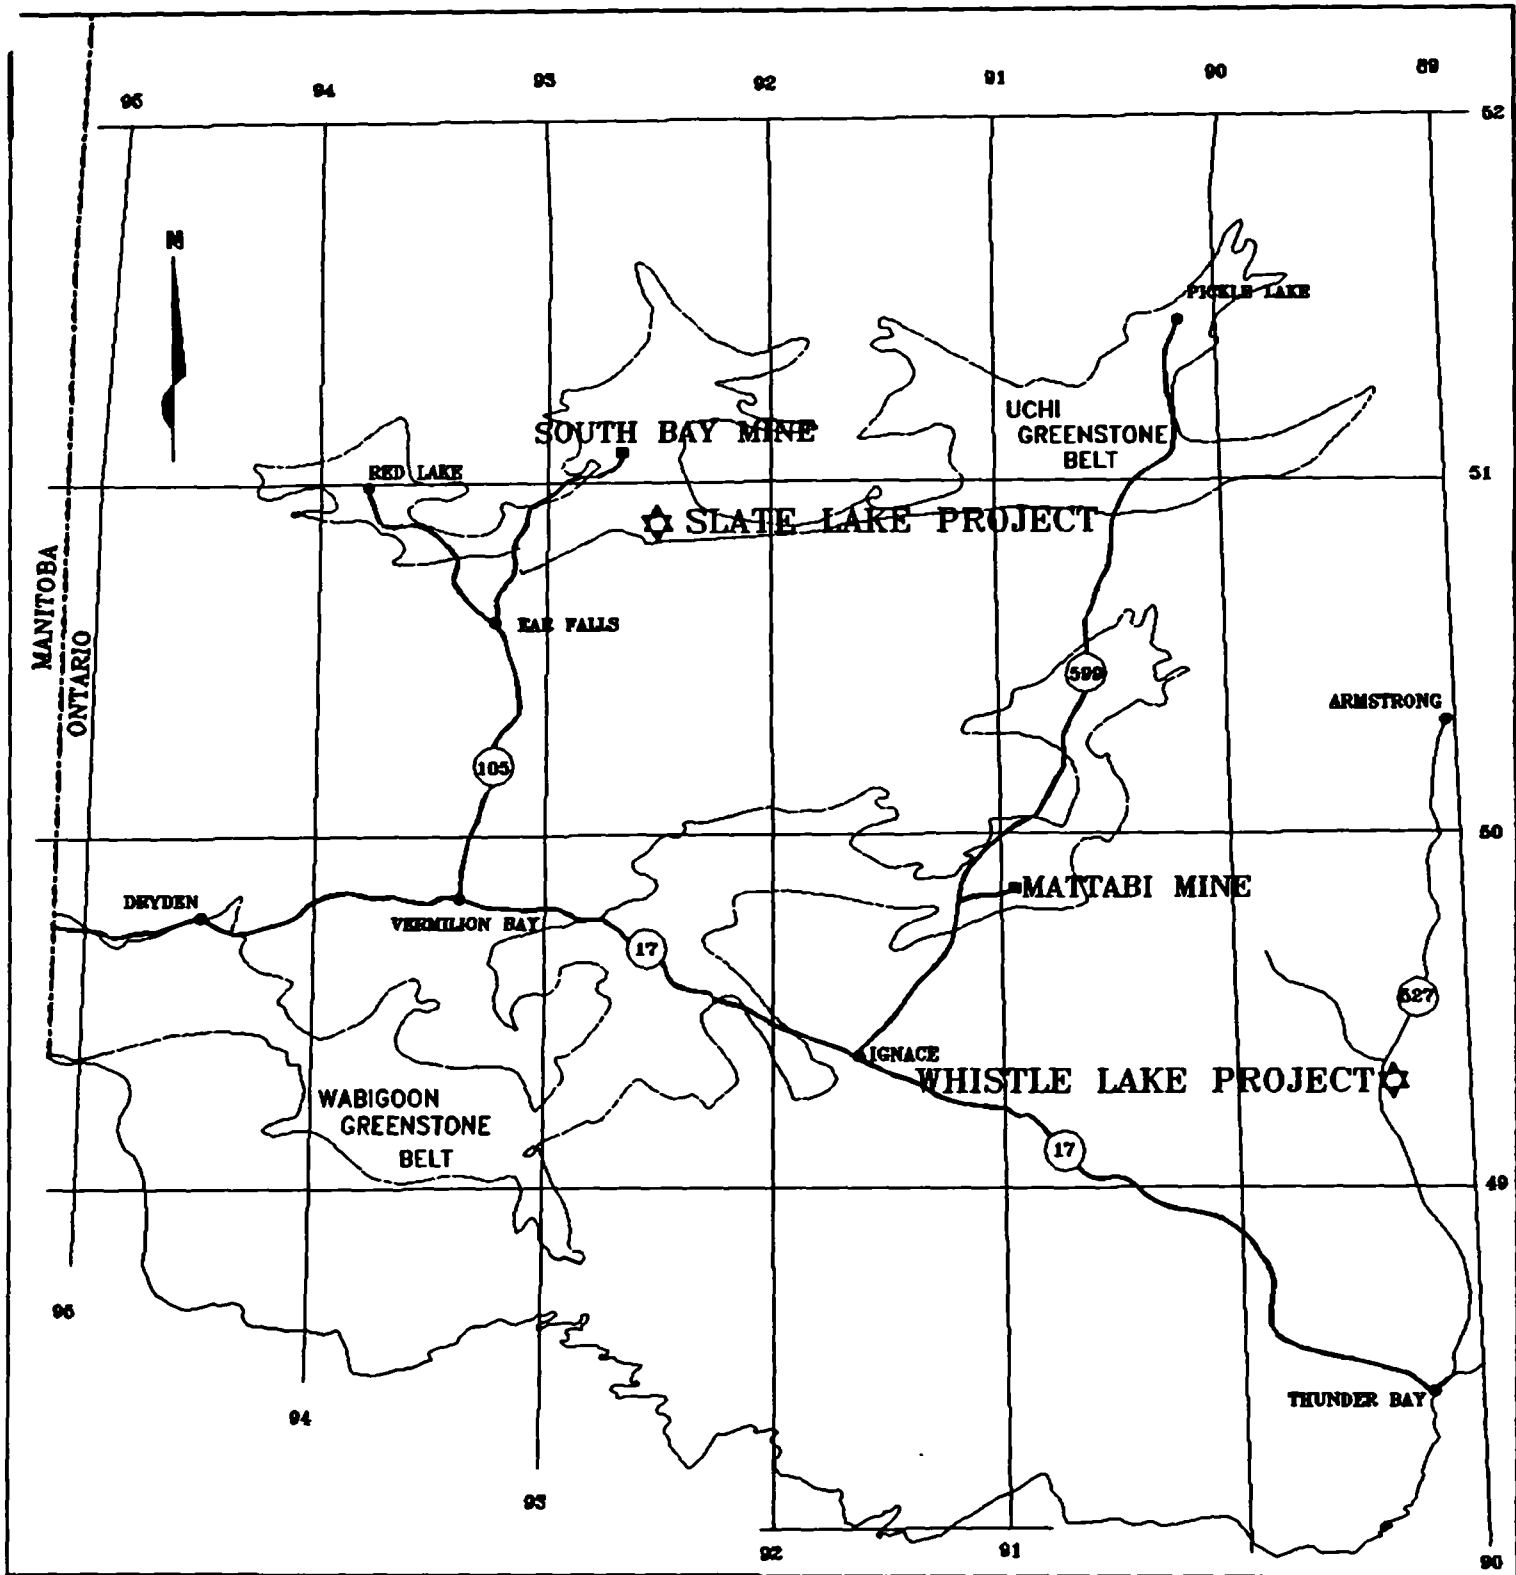 95
94
93
92
91
90
89
52
N
PICKLE LAKE
UCHI
GREENSTONE
BELT
SOUTH BAY MINE
RED LAKE
51
SLATE LAKE PROJECT
MANITOBA
ONTARIO
EAR FALLS
599
ARMSTRONG
105
50
MATTABI MINE
DRYDEN
VERMILION BAY
17
527
IGNACE
WHISTLE LAKE PROJECT
WABIGOON
GREENSTONE
BELT
17
49
95
THUNDER BAY
94
93
92
91
90